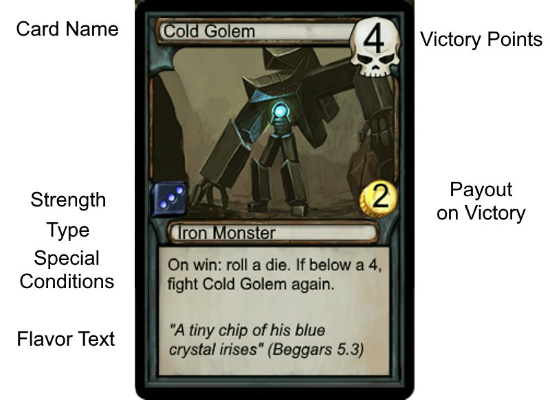 Card Name
Cold Golem
4
Victory Points
Strength
2
Payout
on Victory
Type
Iron Monster
Special
Conditions
On win: roll a die. If below a 4,
fight Cold Golem again.
Flavor Text
"A tiny chip of his blue
crystal irises" (Beggars 5.3)